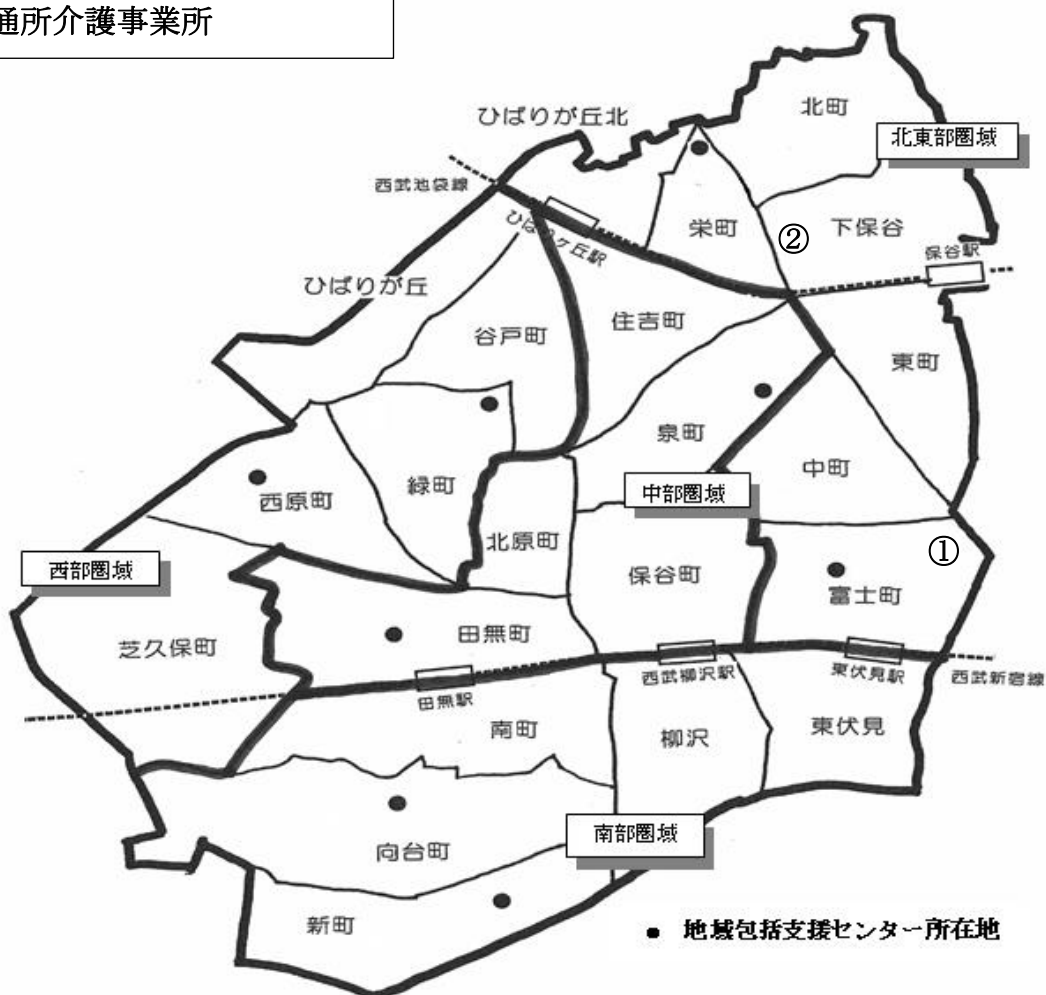 通所介護事業所
北町
ひばりが丘北
北東部圏域
西武池袋線
栄町
②
下保谷
ひばりヶ丘駅
保谷駅
ひばりが丘
谷戸町
住吉町
東町
泉町
中町
西原町
緑町
中部圏域
北原町
①
西部圏域
保谷町
富士町
芝久保町
田無町
西武柳沢駅
東伏見駅
西武新宿線
田無駅
南町
柳沢
東伏見
南部圏域
向台町
新町
● 地域包括支援センター所在地